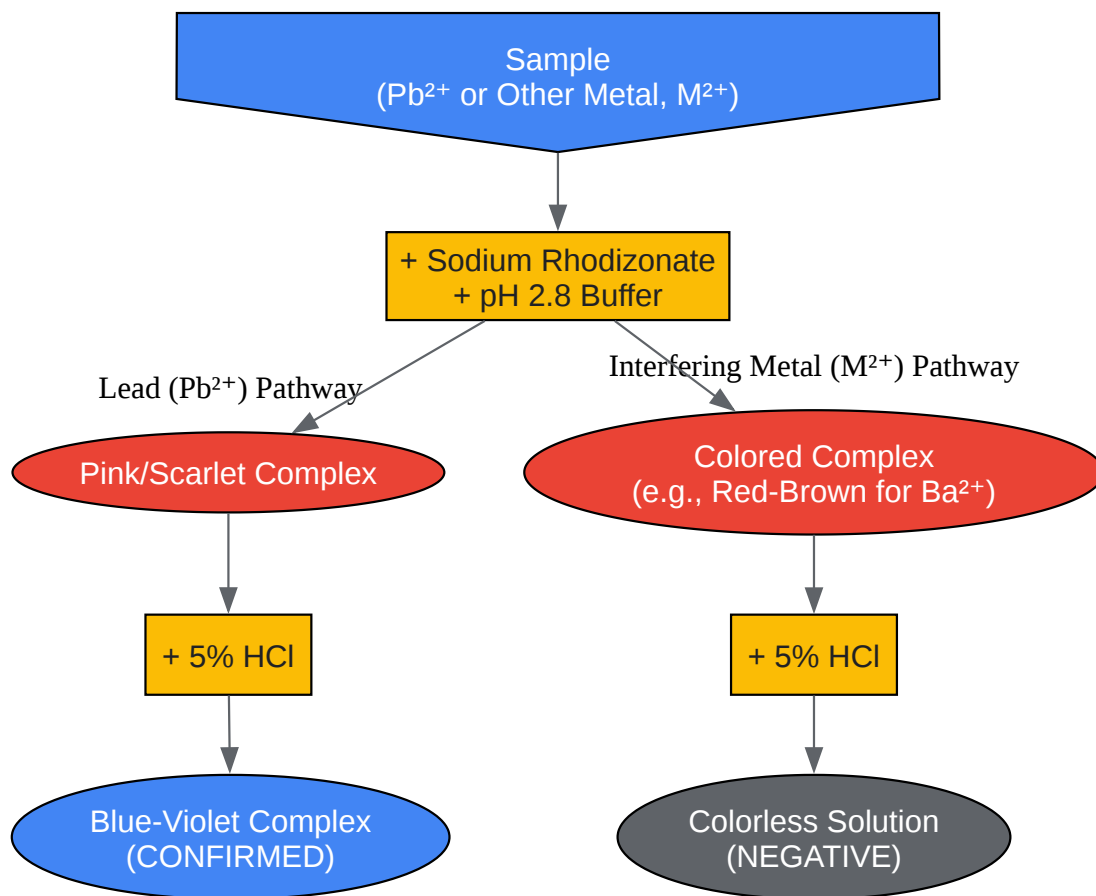 Sample
(Pb²⁺ or Other Metal, M²⁺)
+ Sodium Rhodizonate
+ pH 2.8 Buffer
Lead (Pb²⁺) Pathway
Interfering Metal (M²⁺) Pathway
Pink/Scarlet Complex
Colored Complex
(e.g., Red-Brown for Ba²⁺)
+ 5% HCl
+ 5% HCl
Blue-Violet Complex
(CONFIRMED)
Colorless Solution
(NEGATIVE)